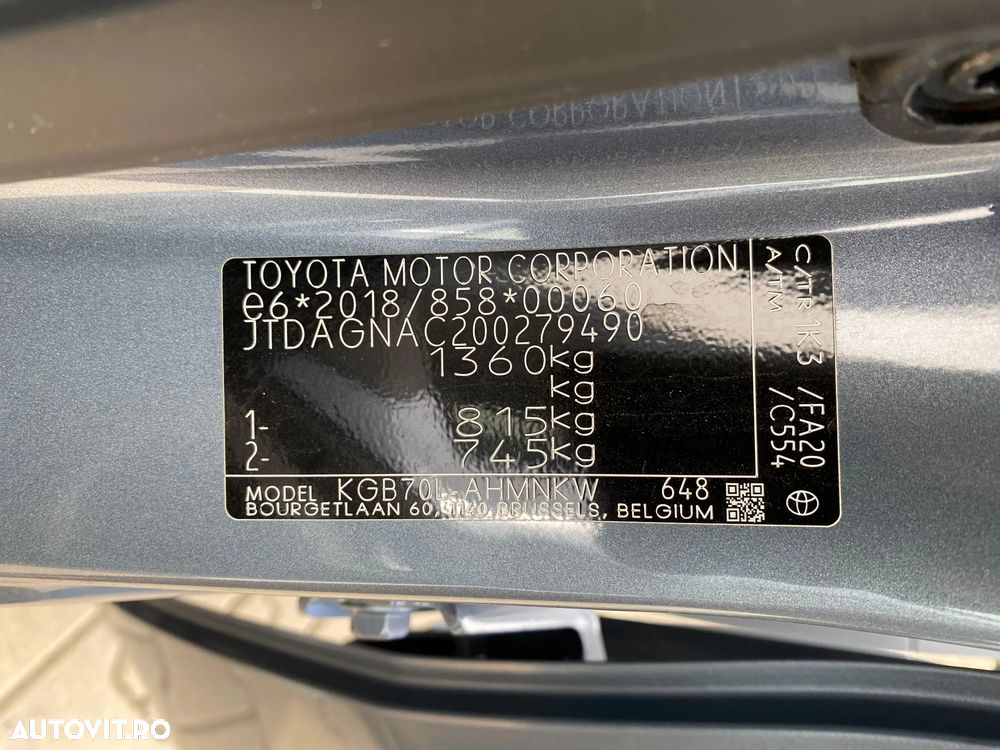 TOYOTA MOTOR CORPORATION
e6*2018/858*00060
JTDAGNAC200279490
1360kg
kg
1- 815kg
2- 745kg
MODEL KGB70L-AHMNKW 648
BOURGETLAAN 60, 1140, BRUSSELS, BELGIUM
C/TR 1K3 /FA20
A/TM /C554
AUTOVIT.RO